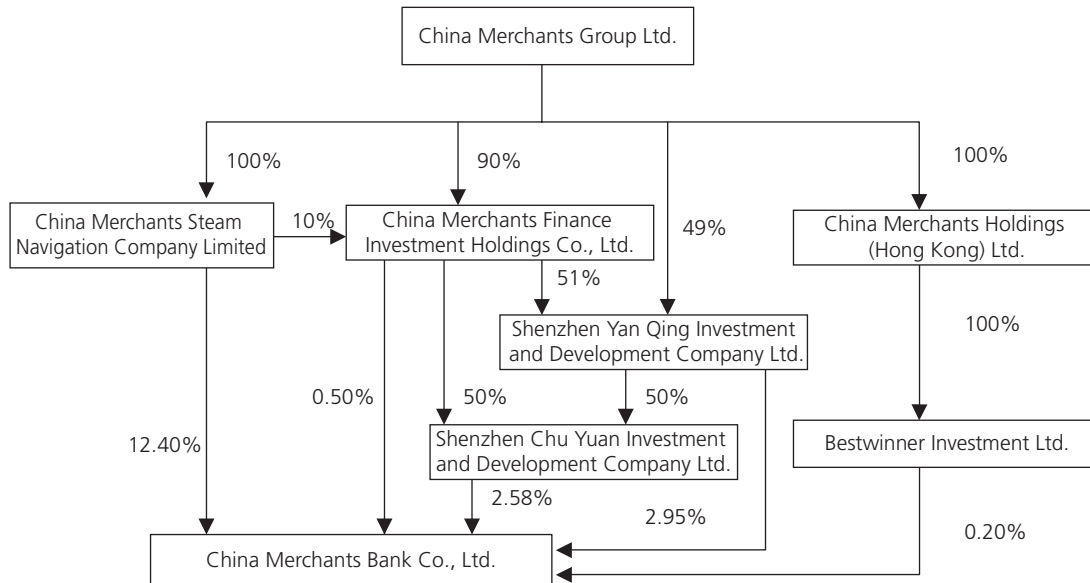 China Merchants Group Ltd.
100%
90%
49%
100%
China Merchants Steam
Navigation Company Limited
10%
China Merchants Finance
Investment Holdings Co., Ltd.
China Merchants Holdings
(Hong Kong) Ltd.
51%
Shenzhen Yan Qing Investment
and Development Company Ltd.
100%
12.40%
0.50%
50%
50%
Shenzhen Chu Yuan Investment
and Development Company Ltd.
Bestwinner Investment Ltd.
2.58%
2.95%
0.20%
China Merchants Bank Co., Ltd.